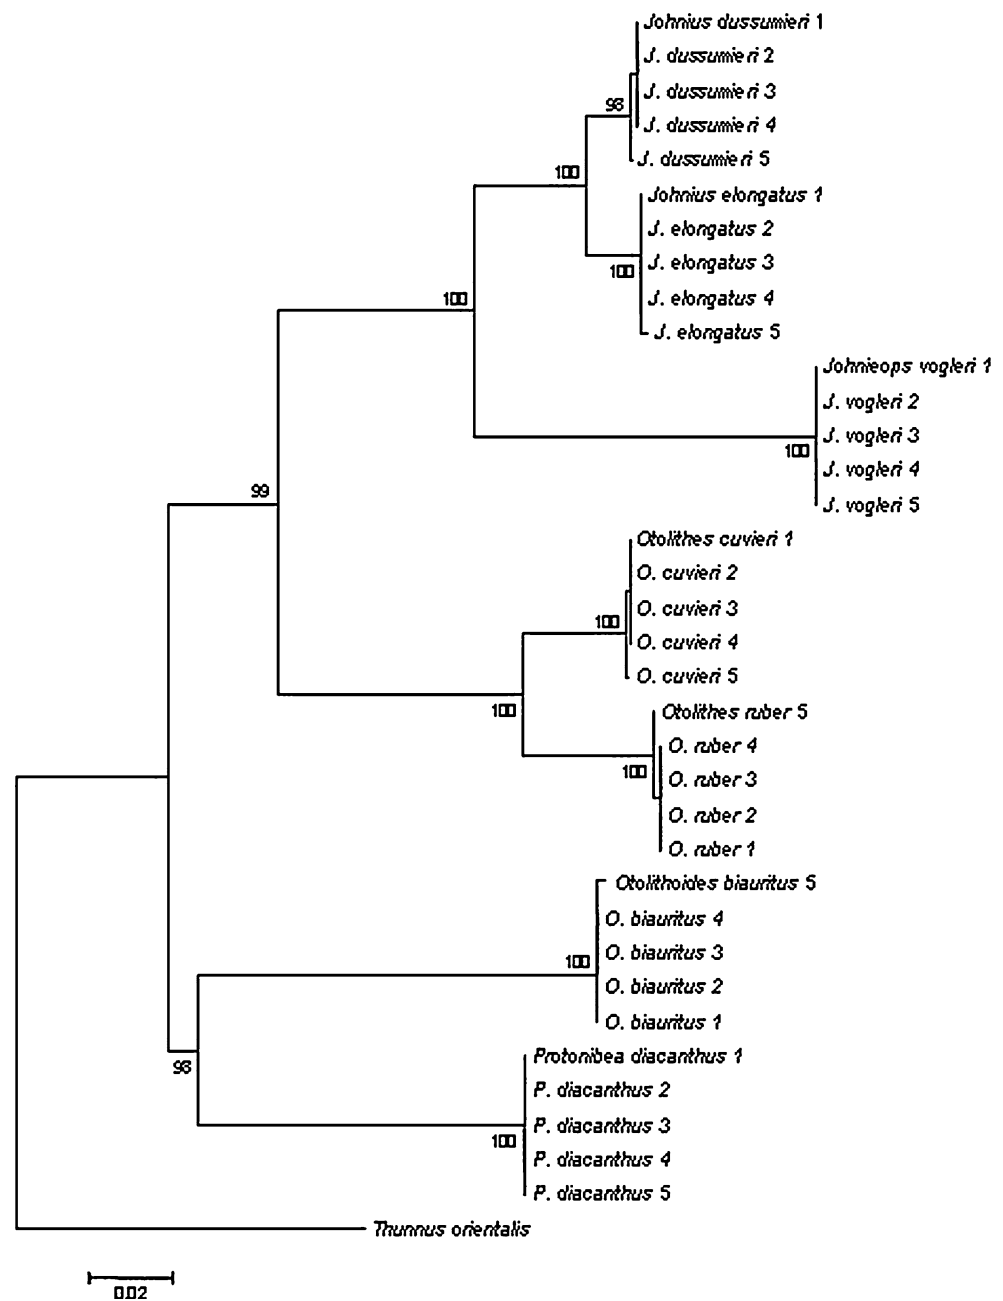 Johnius dussumieri 1
J. dussumieri 2
J. dussumieri 3
98
J. dussumieri 4
J. dussumieri 5
100
Johnius elongatus 1
J. elongatus 2
J. elongatus 3
100
J. elongatus 4
100
J. elongatus 5
Johnieops vogleri 1
J. vogleri 2
J. vogleri 3
100
J. vogleri 4
99
J. vogleri 5
Otolithes cuvieri 1
O. cuvieri 2
O. cuvieri 3
100
O. cuvieri 4
O. cuvieri 5
100
Otolithes ruber 5
O. ruber 4
100
O. ruber 3
O. ruber 2
O. ruber 1
Otolithoides biauritus 5
O. biauritus 4
O. biauritus 3
100
O. biauritus 2
O. biauritus 1
Protonibea diacanthus 1
98
P. diacanthus 2
P. diacanthus 3
100
P. diacanthus 4
P. diacanthus 5
Thunnus orientalis
0.02